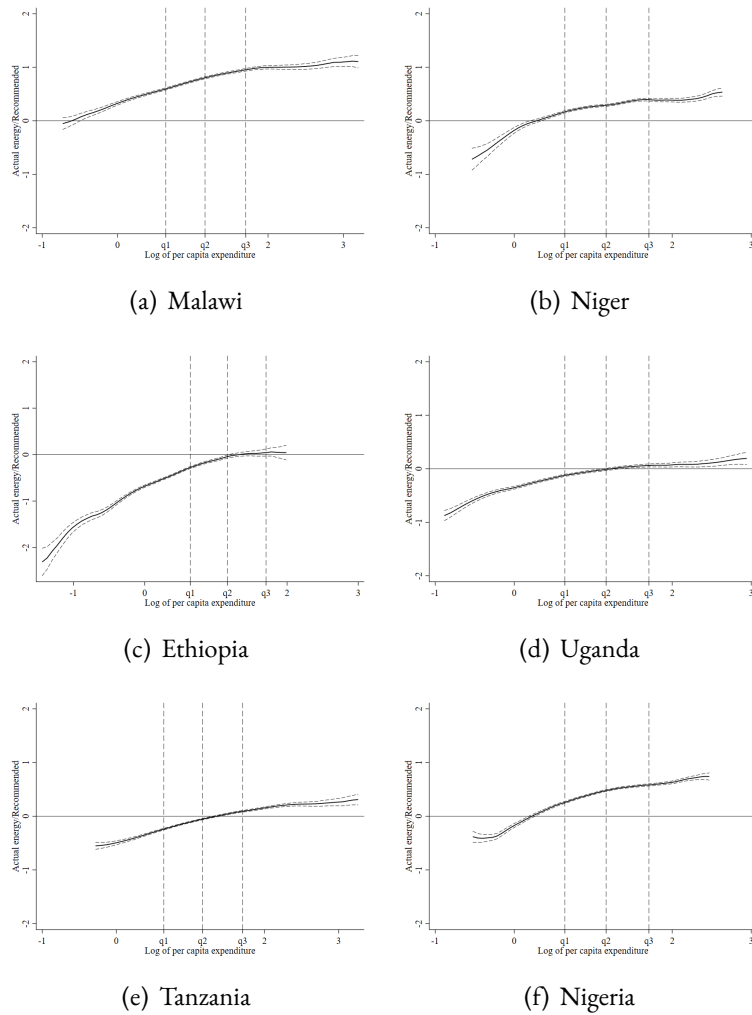 Actual energy/Recommended
-2 -1 0 1 2
-1 0 q1 q2 q3 2 3
Log of per capita expenditure
(a) Malawi
Actual energy/Recommended
-2 -1 0 1 2
-1 0 q1 q2 q3 2 3
Log of per capita expenditure
(b) Niger
Actual energy/Recommended
-2 -1 0 1 2
-1 0 q1 q2 q3 2 3
Log of per capita expenditure
(c) Ethiopia
Actual energy/Recommended
-2 -1 0 1 2
-1 0 q1 q2 q3 2 3
Log of per capita expenditure
(d) Uganda
Actual energy/Recommended
-2 -1 0 1 2
-1 0 q1 q2 q3 2 3
Log of per capita expenditure
(e) Tanzania
Actual energy/Recommended
-2 -1 0 1 2
-1 0 q1 q2 q3 2 3
Log of per capita expenditure
(f) Nigeria